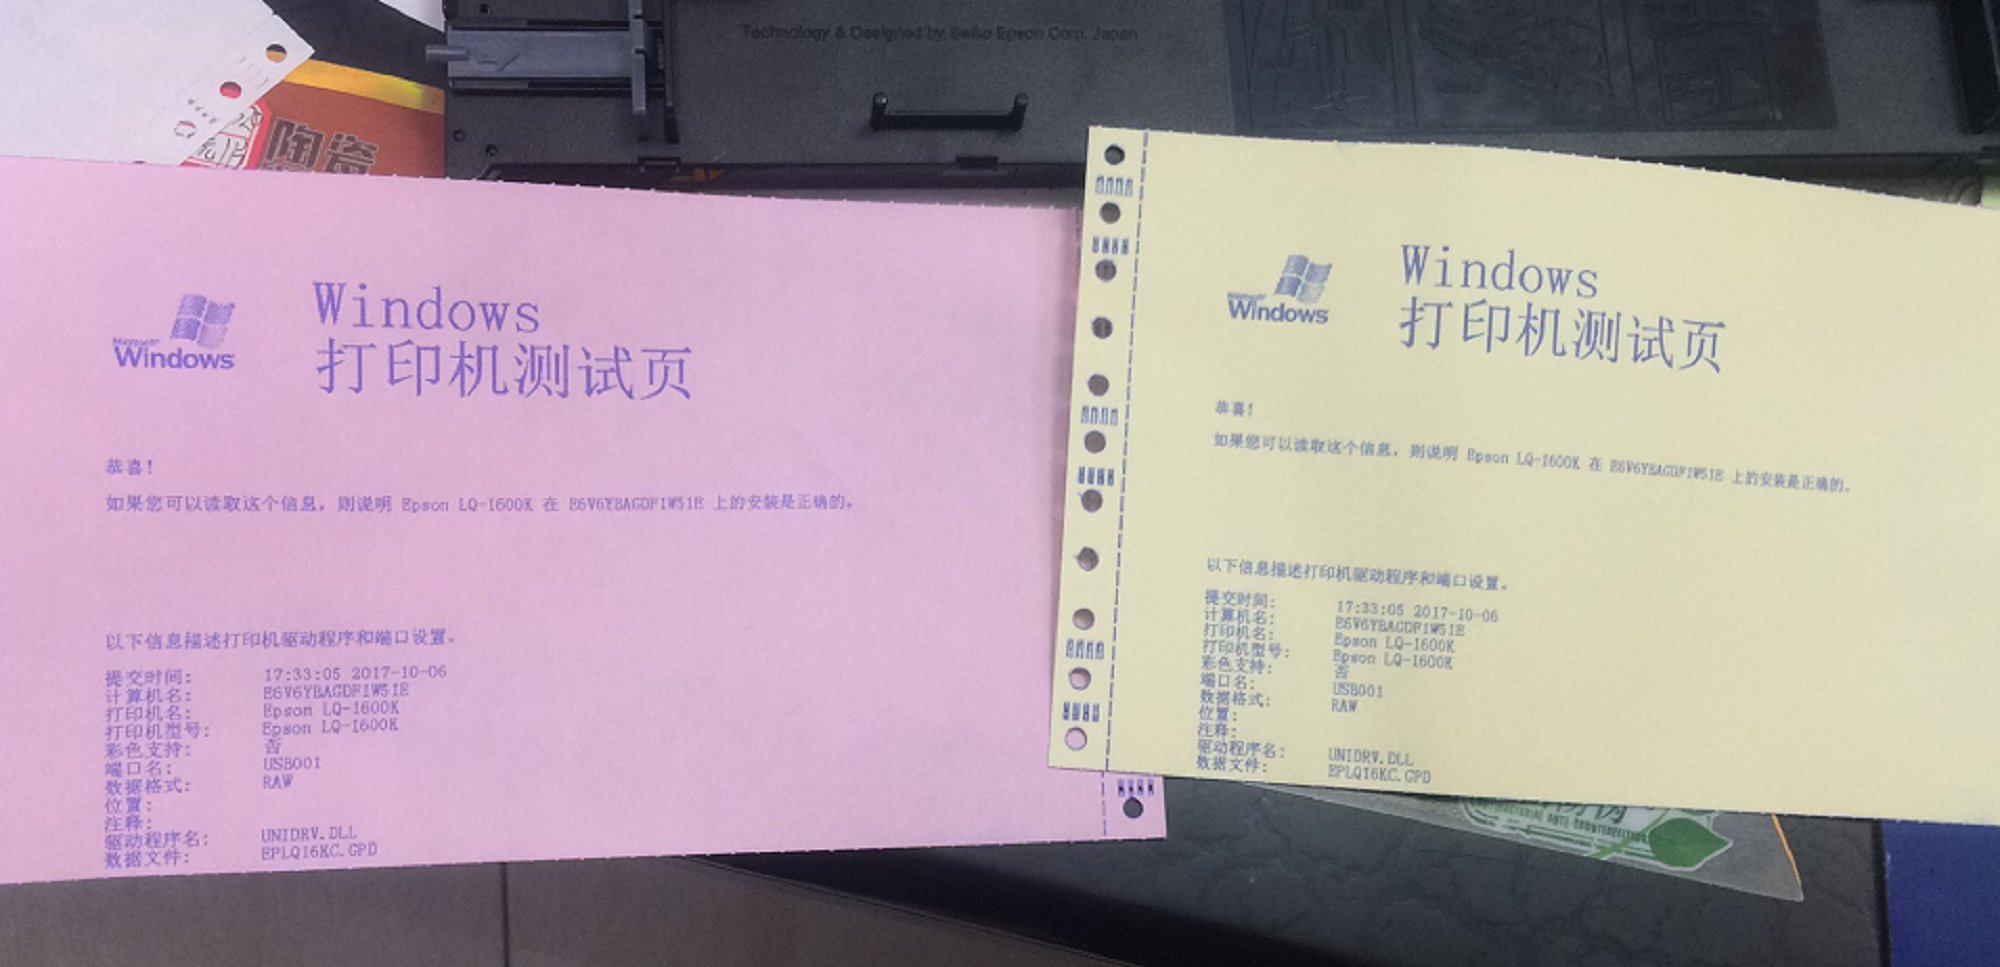 Technology & Designed by Seiko Epson Corp. Japan
陶瓷
Microsoft
Windows
Windows
打印机测试页
恭喜!
如果您可以读取这个信息,则说明 Epson LQ-1600K 在 E6V6YBAGDF1W51E 上的安装是正确的。
以下信息描述打印机驱动程序和端口设置。
提交时间: 17:33:05 2017-10-06
计算机名: E6V6YBAGDF1W51E
打印机名: Epson LQ-1600K
打印机型号: Epson LQ-1600K
彩色支持: 否
端口名: USB001
数据格式: RAW
位置:
注释:
驱动程序名: UNIDRV.DLL
数据文件: EPLQ16KC.GPD
Microsoft
Windows
Windows
打印机测试页
恭喜!
如果您可以读取这个信息,则说明 Epson LQ-1600K 在 E6V6YBAGDF1W51E 上的安装是正确的。
以下信息描述打印机驱动程序和端口设置。
提交时间: 17:33:05 2017-10-06
计算机名: E6V6YBAGDF1W51E
打印机名: Epson LQ-1600K
打印机型号: Epson LQ-1600K
彩色支持: 否
端口名: USB001
数据格式: RAW
位置:
注释:
驱动程序名: UNIDRV.DLL
数据文件: EPLQ16KC.GPD